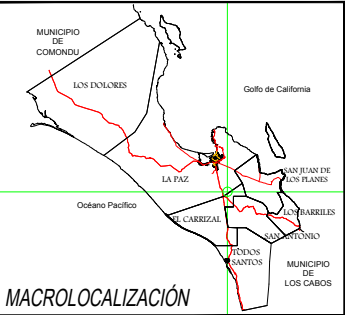 MUNICIPIO
DE
COMONDU
LOS DOLORES
Golfo de California
SAN JUAN DE
LOS PLANES
LA PAZ
Océano Pacífico
EL CARRIZAL
LOS BARRILES
SAN ANTONIO
TODOS
SANTOS
MUNICIPIO
DE
LOS CABOS
MACROLOCALIZACIÓN